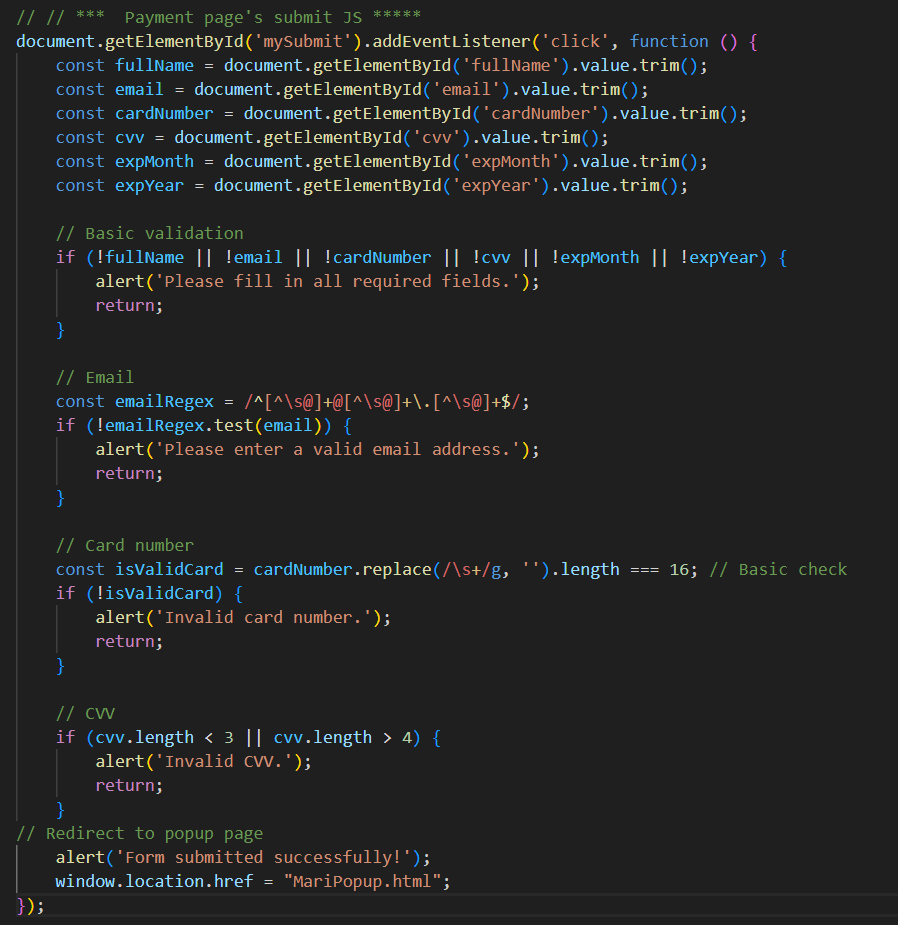 // // ***  Payment page's submit JS *****
document.getElementById('mySubmit').addEventListener('click', function () {
    const fullName = document.getElementById('fullName').value.trim();
    const email = document.getElementById('email').value.trim();
    const cardNumber = document.getElementById('cardNumber').value.trim();
    const cvv = document.getElementById('cvv').value.trim();
    const expMonth = document.getElementById('expMonth').value.trim();
    const expYear = document.getElementById('expYear').value.trim();

    // Basic validation
    if (!fullName || !email || !cardNumber || !cvv || !expMonth || !expYear) {
        alert('Please fill in all required fields.');
        return;
    }

    // Email
    const emailRegex = /^[^\s@]+@[^\s@]+\.[^\s@]+$/;
    if (!emailRegex.test(email)) {
        alert('Please enter a valid email address.');
        return;
    }

    // Card number
    const isValidCard = cardNumber.replace(/\s+/g, '').length === 16; // Basic check
    if (!isValidCard) {
        alert('Invalid card number.');
        return;
    }

    // CVV
    if (cvv.length < 3 || cvv.length > 4) {
        alert('Invalid CVV.');
        return;
    }
// Redirect to popup page
    alert('Form submitted successfully!');
    window.location.href = "MariPopup.html";
});